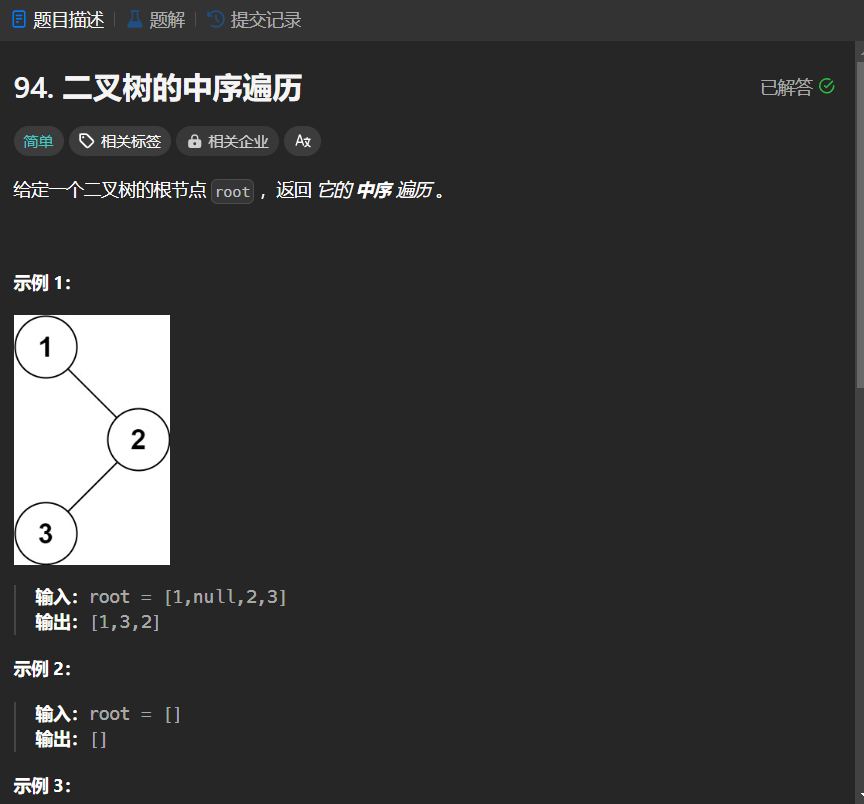 题目描述 题解 提交记录
94. 二叉树的中序遍历 已解答
简单 相关标签 相关企业 Ax
给定一个二叉树的根节点 root ，返回 它的 中序 遍历 。
示例 1：
1
2
3
输入：root = [1,null,2,3]
输出：[1,3,2]
示例 2：
输入：root = []
输出：[]
示例 3：